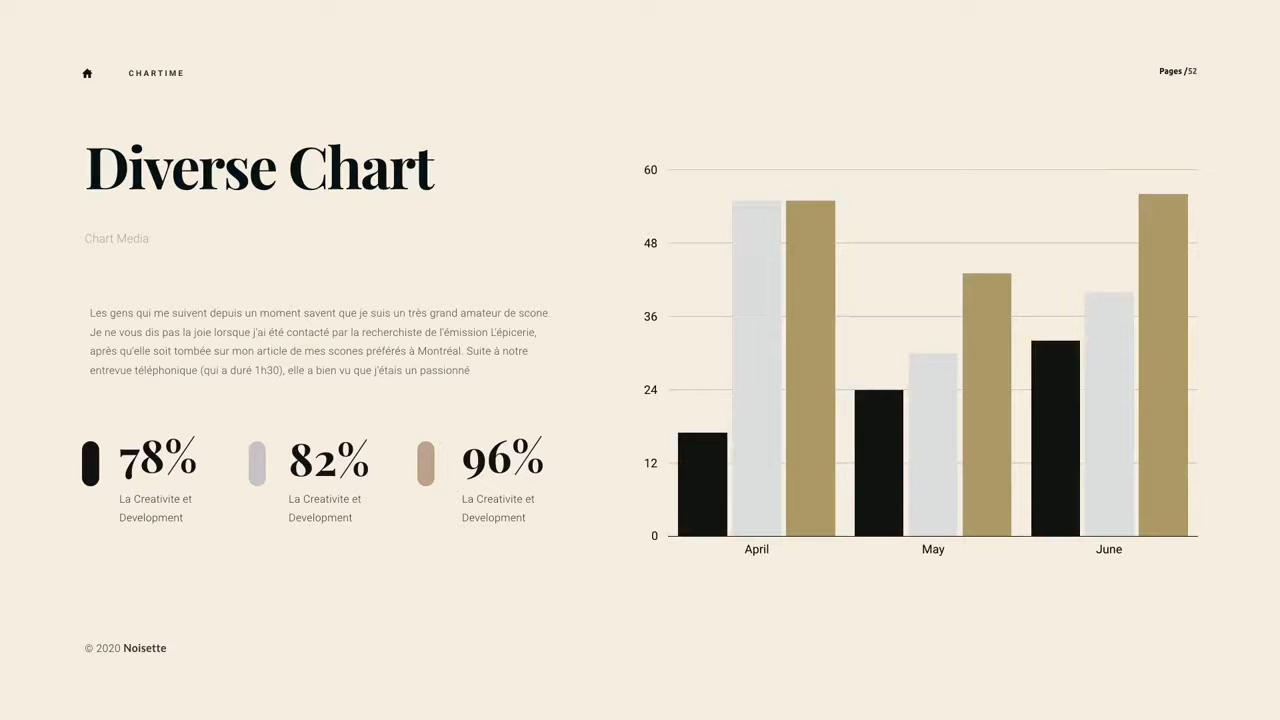 CHARTIME
Pages /52
Diverse Chart
Chart Media
Les gens qui me suivent depuis un moment savent que je suis un très grand amateur de scone.
Je ne vous dis pas la joie lorsque j'ai été contacté par la recherchiste de l'émission L'épicerie,
après qu'elle soit tombée sur mon article de mes scones préférés à Montréal. Suite à notre
entrevue téléphonique (qui a duré 1h30), elle a bien vu que j'étais un passionné
78%
La Creativite et
Development
82%
La Creativite et
Development
96%
La Creativite et
Development
60
48
36
24
12
0
April May June
© 2020 Noisette